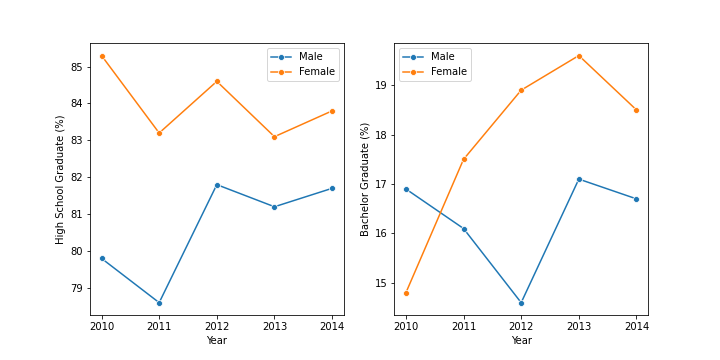 High School Graduate (%)
85
84
83
82
81
80
79
2010 2011 2012 2013 2014
Year
Male
Female
Bachelor Graduate (%)
19
18
17
16
15
2010 2011 2012 2013 2014
Year
Male
Female